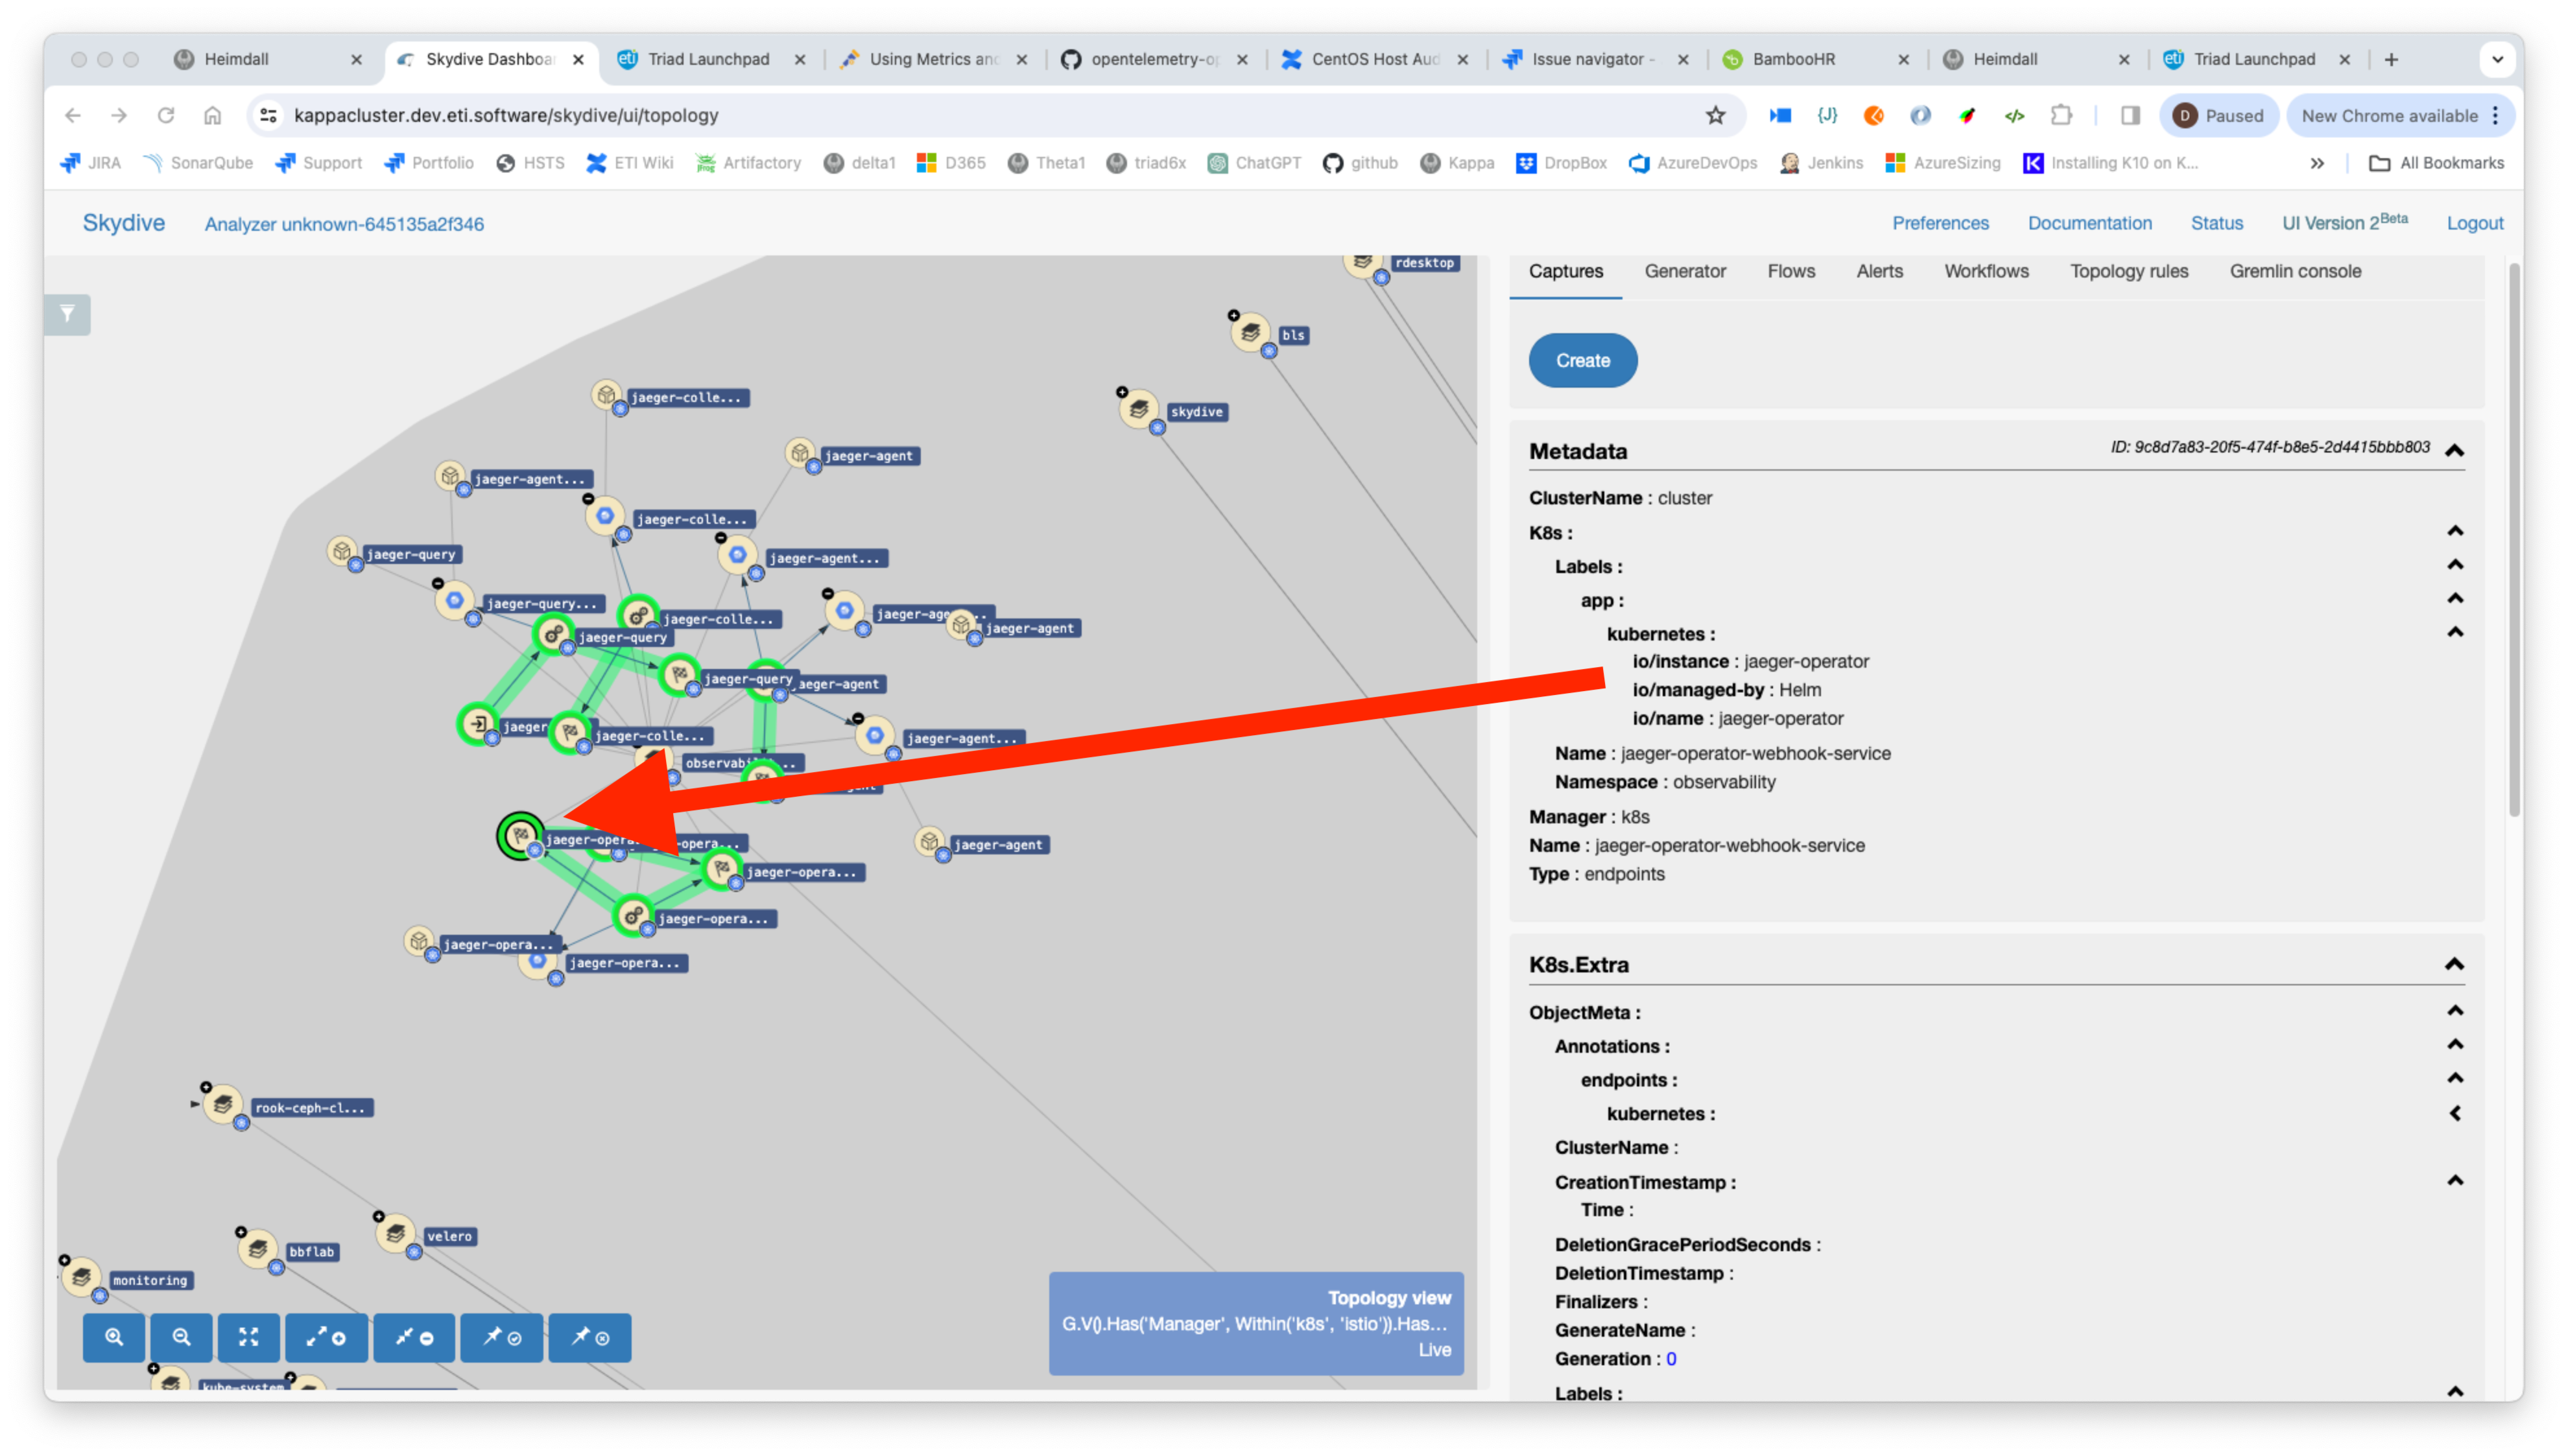 Heimdall
Skydive Dashboa
Triad Launchpad
Using Metrics and
opentelemetry-op
CentOS Host Aud
Issue navigator -
BambooHR
Heimdall
Triad Launchpad
kappacluster.dev.eti.software/skydive/ui/topology
Paused
New Chrome available
JIRA
SonarQube
Support
Portfolio
HSTS
ETI Wiki
Artifactory
delta1
D365
Theta1
triad6x
ChatGPT
github
Kappa
DropBox
AzureDevOps
Jenkins
AzureSizing
Installing K10 on K...
All Bookmarks
Skydive
Analyzer unknown-645135a2f346
Preferences
Documentation
Status
UI Version 2Beta
Logout
rdesktop
bls
skydive
jaeger-colle...
jaeger-agent
jaeger-agent...
jaeger-colle...
jaeger-query
jaeger-agent...
jaeger-query...
jaeger-colle...
jaeger-agent
jaeger-query
jaeger-query
jaeger-agent
jaeger
jaeger-colle...
jaeger-agent...
jaeger-opera...
jaeger-agent
jaeger-opera...
jaeger-opera...
jaeger-opera...
jaeger-opera...
rook-ceph-cl...
velero
bbflab
monitoring
kube-system
Topology view
G.V().Has('Manager', Within('k8s', 'istio')).Has...
Live
Captures
Generator
Flows
Alerts
Workflows
Topology rules
Gremlin console
Create
Metadata
ID: 9c8d7a83-20f5-474f-b8e5-2d4415bbb803
ClusterName : cluster
K8s :
Labels :
app :
kubernetes :
io/instance : jaeger-operator
io/managed-by : Helm
io/name : jaeger-operator
Name : jaeger-operator-webhook-service
Namespace : observability
Manager : k8s
Name : jaeger-operator-webhook-service
Type : endpoints
K8s.Extra
ObjectMeta :
Annotations :
endpoints :
kubernetes :
ClusterName :
CreationTimestamp :
Time :
DeletionGracePeriodSeconds :
DeletionTimestamp :
Finalizers :
GenerateName :
Generation : 0
Labels :